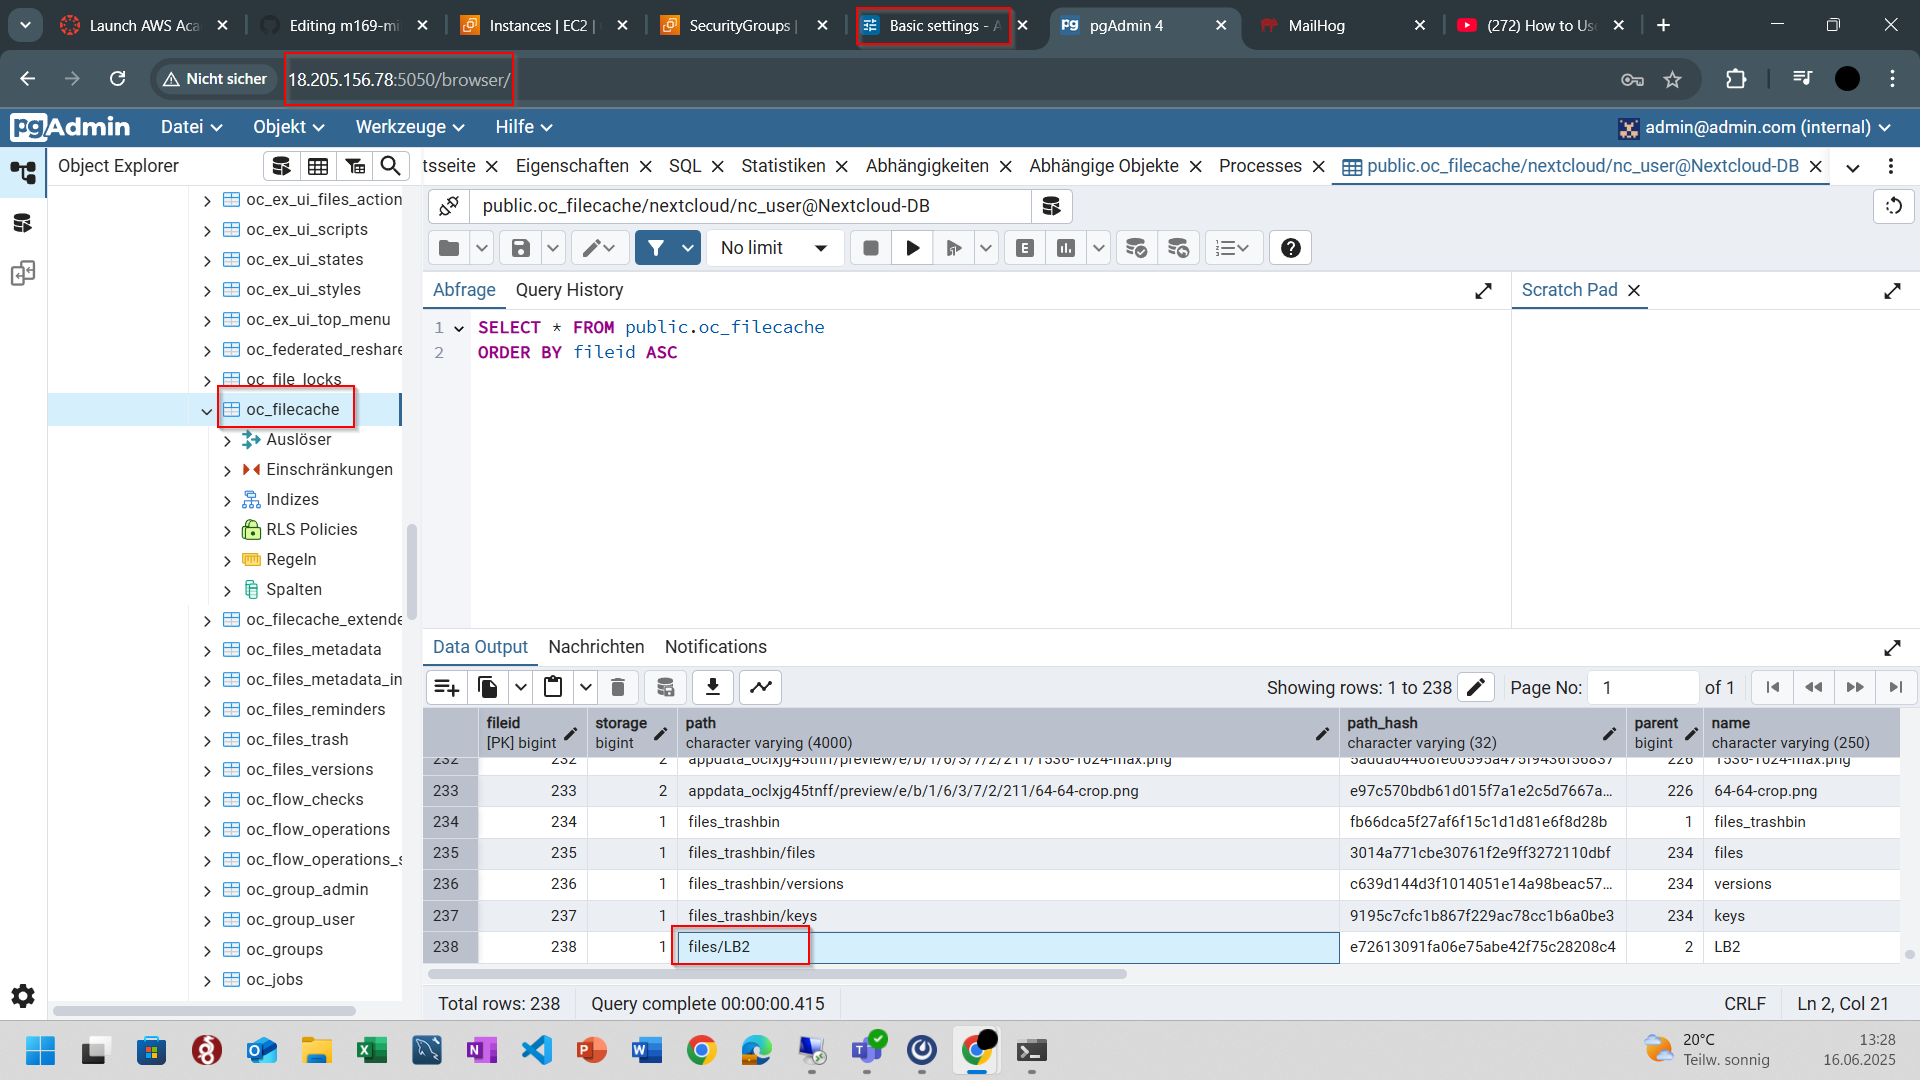 Launch AWS Aca
Editing m169-mi
Instances | EC2 |
SecurityGroups |
Basic settings - A
pgAdmin 4
MailHog
(272) How to Use
Nicht sicher
18.205.156.78:5050/browser/
pgAdmin
Datei
Objekt
Werkzeuge
Hilfe
admin@admin.com (internal)
Object Explorer
tsseite
Eigenschaften
SQL
Statistiken
Abhängigkeiten
Abhängige Objekte
Processes
public.oc_filecache/nextcloud/nc_user@Nextcloud-DB
oc_ex_ui_files_action
oc_ex_ui_scripts
oc_ex_ui_states
oc_ex_ui_styles
oc_ex_ui_top_menu
oc_federated_reshare
oc_file_locks
oc_filecache
Auslöser
Einschränkungen
Indizes
RLS Policies
Regeln
Spalten
oc_filecache_extende
oc_files_metadata
oc_files_metadata_in
oc_files_reminders
oc_files_trash
oc_files_versions
oc_flow_checks
oc_flow_operations
oc_flow_operations_s
oc_group_admin
oc_group_user
oc_groups
oc_jobs
public.oc_filecache/nextcloud/nc_user@Nextcloud-DB
No limit
E
Abfrage
Query History
Scratch Pad
1 SELECT * FROM public.oc_filecache
2 ORDER BY fileid ASC
Data Output
Nachrichten
Notifications
Showing rows: 1 to 238
Page No: 1 of 1
fileid storage path path_hash parent name
[PK] bigint bigint character varying (4000) character varying (32) bigint character varying (250)
232 232 2 appdata_oclxjg45tnff/preview/e/b/1/6/3/7/2/211/1536-1024-max.png 5adda04408fe00595a475f9436f56837 226 1536-1024-max.png
233 233 2 appdata_oclxjg45tnff/preview/e/b/1/6/3/7/2/211/64-64-crop.png e97c570bdb61d015f7a1e2c5d7667a... 226 64-64-crop.png
234 234 1 files_trashbin fb66dca5f27af6f15c1d1d81e6f8d28b 1 files_trashbin
235 235 1 files_trashbin/files 3014a771cbe30761f2e9ff3272110dbf 234 files
236 236 1 files_trashbin/versions c639d144d3f1014051e14a98beac57... 234 versions
237 237 1 files_trashbin/keys 9195c7cfc1b867f229ac78cc1b6a0be3 234 keys
238 238 1 files/LB2 e72613091fa06e75abe42f75c28208c4 2 LB2
Total rows: 238
Query complete 00:00:00.415
CRLF
Ln 2, Col 21
20°C
Teilw. sonnig
13:28
16.06.2025